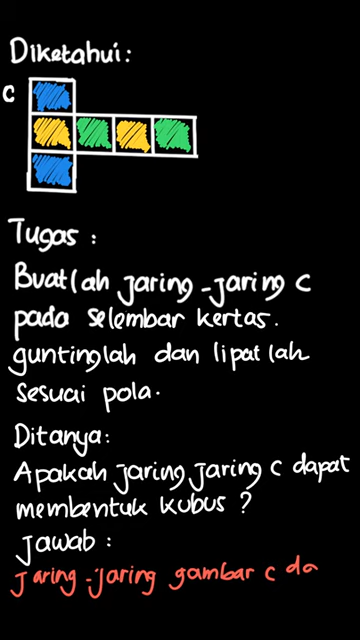 Diketahui:
C
Tugas :
Buatlah jaring-jaring C
pada selembar kertas.
guntinglah dan lipatlah
sesuai pola.
Ditanya:
Apakah jaring jaring c dapat
membentuk kubus ?
Jawab :
Jaring-jaring gambar c da